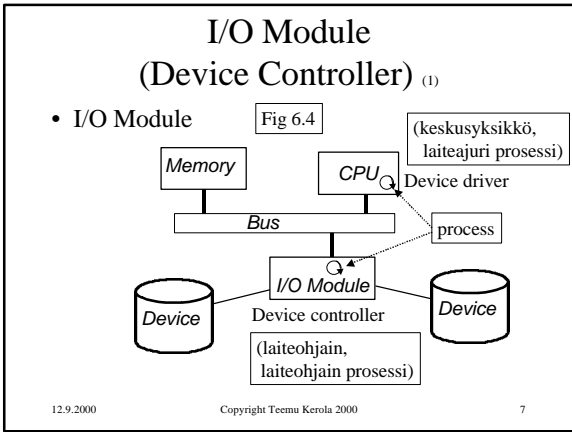 I/O Module
(Device Controller) (1)
• I/O Module
Fig 6.4
(keskusyksikkö,
laiteajuri prosessi)
Memory
CPU
Device driver
Bus
process
I/O Module
Device
Device controller
Device
(laiteohjain,
laiteohjain prosessi)
12.9.2000
Copyright Teemu Kerola 2000
7